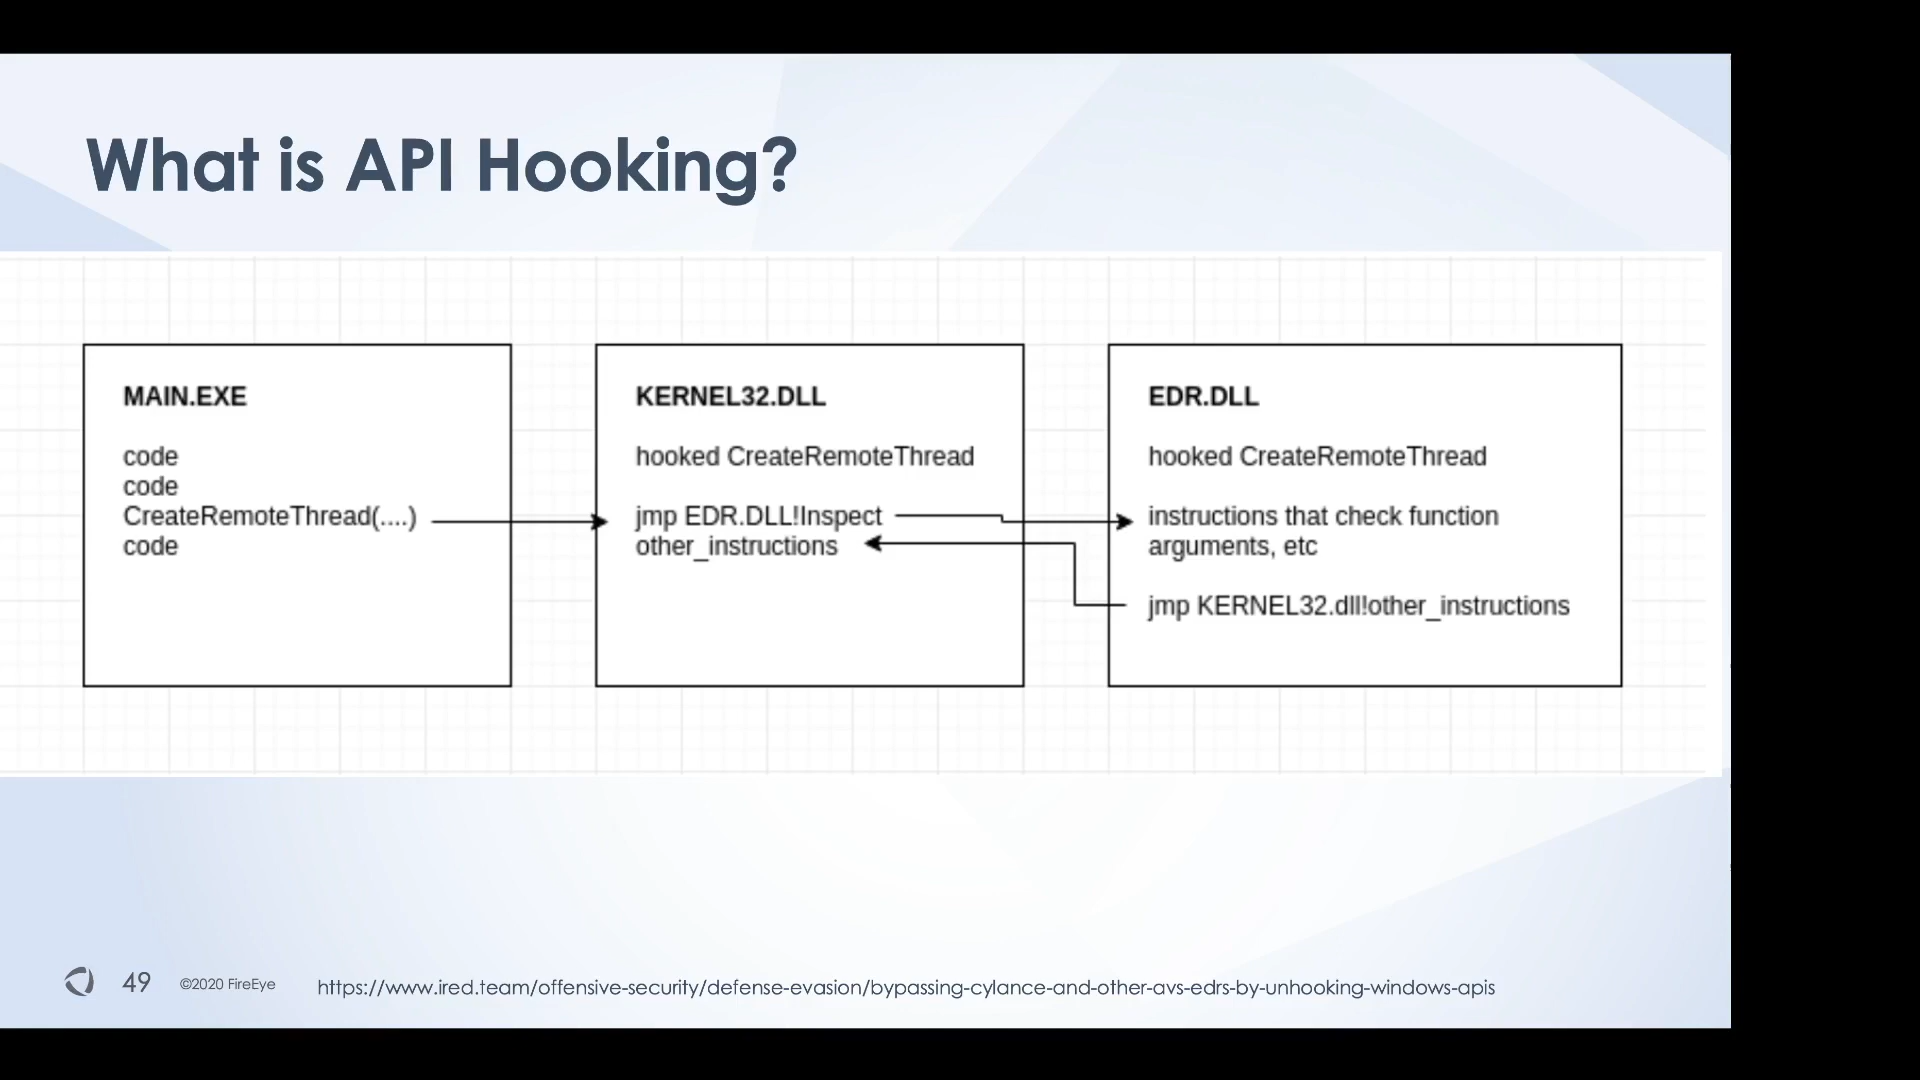 What is API Hooking?
MAIN.EXE
code
code
CreateRemoteThread(....)
code
KERNEL32.DLL
hooked CreateRemoteThread
jmp EDR.DLL!Inspect
other_instructions
EDR.DLL
hooked CreateRemoteThread
instructions that check function
arguments, etc
jmp KERNEL32.dll!other_instructions
49
©2020 FireEye
https://www.ired.team/offensive-security/defense-evasion/bypassing-cylance-and-other-avs-edrs-by-unhooking-windows-apis